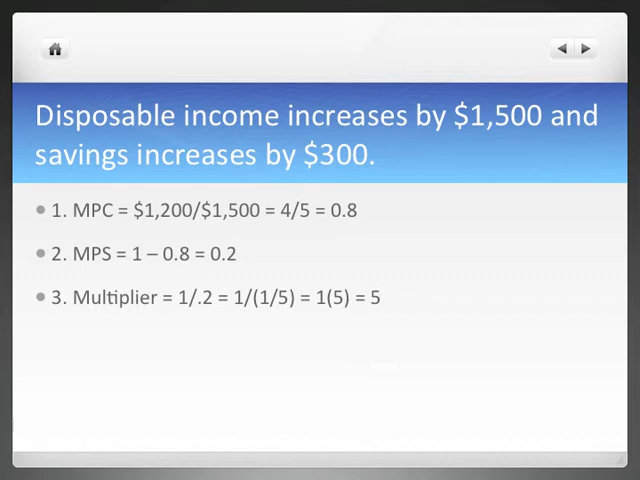 Disposable income increases by $1,500 and
savings increases by $300.
1. MPC = $1,200/$1,500 = 4/5 = 0.8
2. MPS = 1 – 0.8 = 0.2
3. Multiplier = 1/.2 = 1/(1/5) = 1(5) = 5